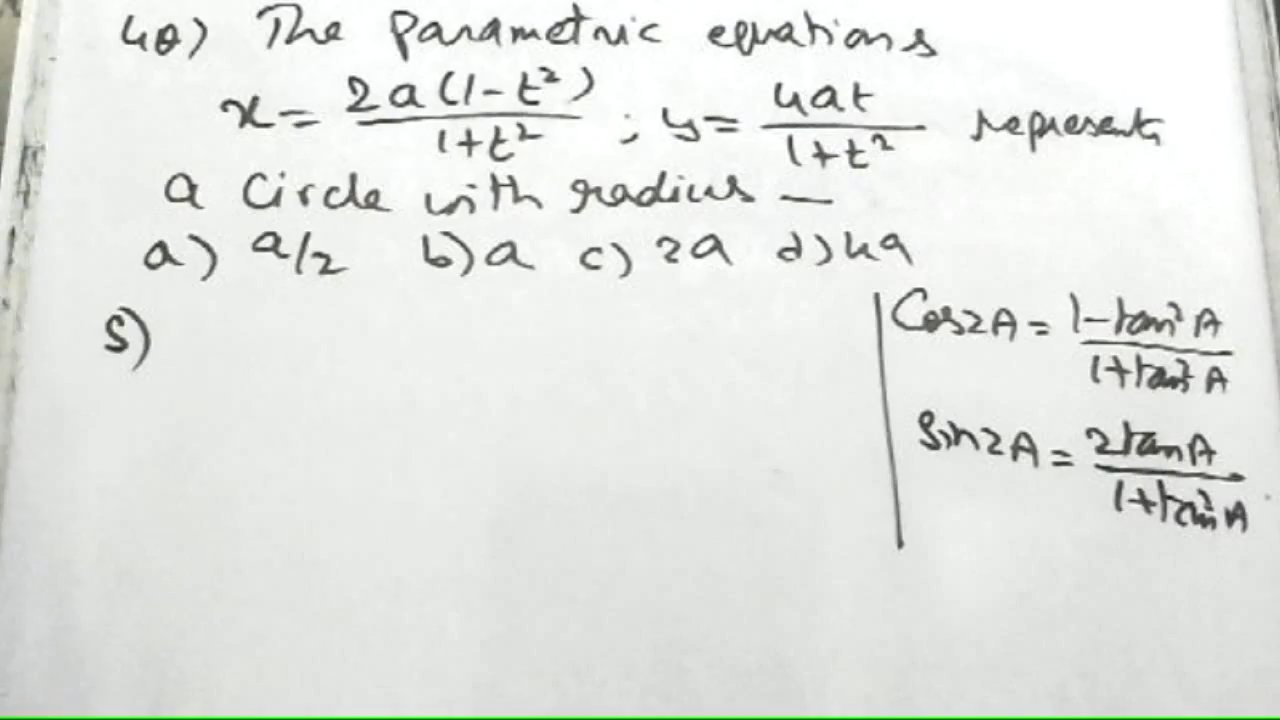 4θ) The parametric equations
x = 2a(1-t²)/1+t² ; y = 4at/1+t² represents
a circle with radius —
a) a/2 b) a c) 2a d) 4a
S)
Cos2A = 1-tan²A/1+tan²A
Sin2A = 2tanA/1+tan²A